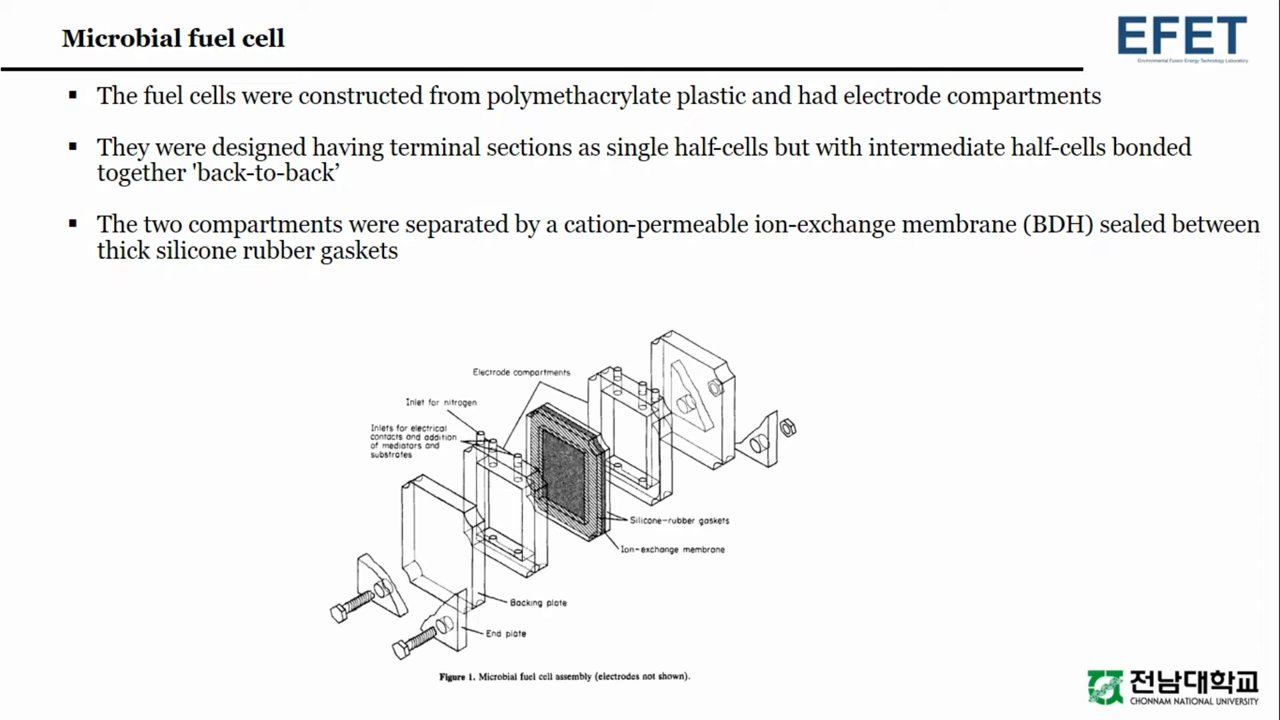 Microbial fuel cell
EFET
Environmental Fusion Energy Technology Laboratory
▪ The fuel cells were constructed from polymethacrylate plastic and had electrode compartments
▪ They were designed having terminal sections as single half-cells but with intermediate half-cells bonded
together 'back-to-back’
▪ The two compartments were separated by a cation-permeable ion-exchange membrane (BDH) sealed between
thick silicone rubber gaskets
Electrode compartments
Inlet for nitrogen
Inlets for electrical
contacts and addition
of mediators and
substrates
Silicone-rubber gaskets
Ion-exchange membrane
Backing plate
End plate
Figure 1. Microbial fuel cell assembly (electrodes not shown).
전남대학교
CHONNAM NATIONAL UNIVERSITY